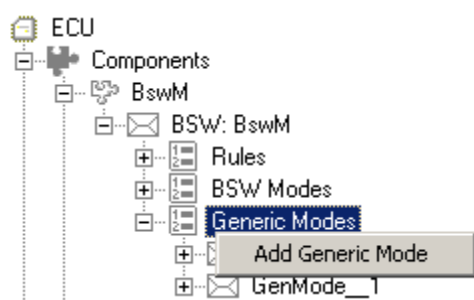 ECU
Components
BswM
BSW: BswM
Rules
BSW Modes
Generic Modes
Add Generic Mode
GenMode__1